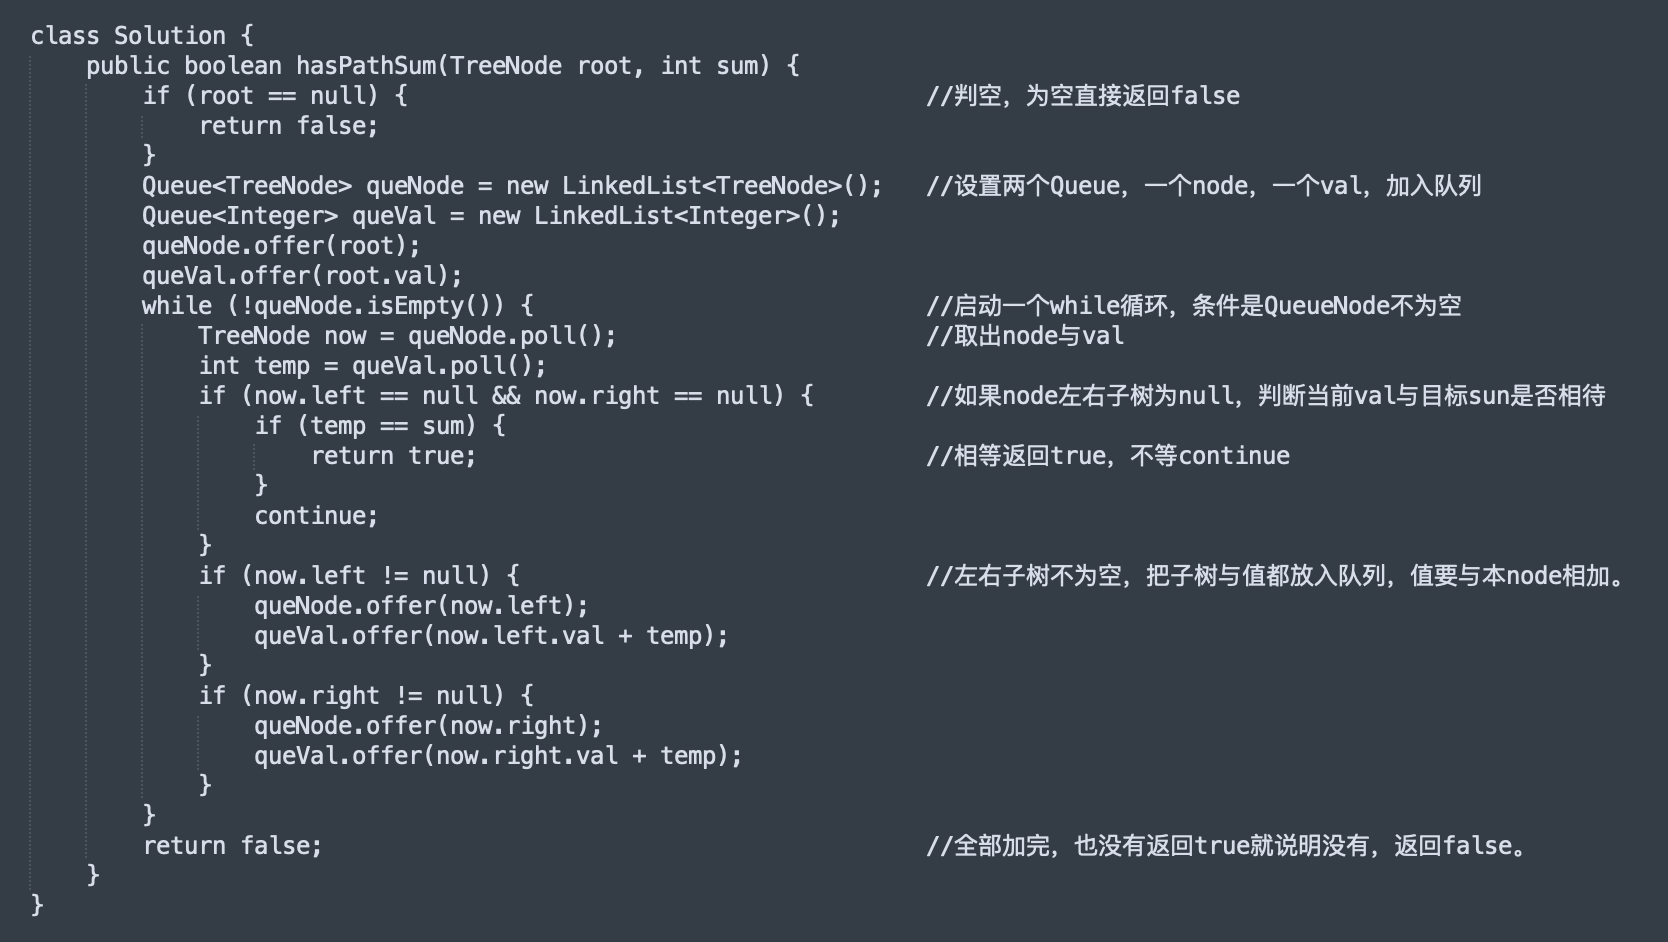 class Solution {
    public boolean hasPathSum(TreeNode root, int sum) {
        if (root == null) {                                     //判空，为空直接返回false
            return false;
        }
        Queue<TreeNode> queNode = new LinkedList<TreeNode>();   //设置两个Queue，一个node，一个val，加入队列
        Queue<Integer> queVal = new LinkedList<Integer>();
        queNode.offer(root);
        queVal.offer(root.val);
        while (!queNode.isEmpty()) {                            //启动一个while循环，条件是QueueNode不为空
            TreeNode now = queNode.poll();                      //取出node与val
            int temp = queVal.poll();
            if (now.left == null && now.right == null) {        //如果node左右子树为null，判断当前val与目标sun是否相待
                if (temp == sum) {
                    return true;                                //相等返回true，不等continue
                }
                continue;
            }
            if (now.left != null) {                             //左右子树不为空，把子树与值都放入队列，值要与本node相加。
                queNode.offer(now.left);
                queVal.offer(now.left.val + temp);
            }
            if (now.right != null) {
                queNode.offer(now.right);
                queVal.offer(now.right.val + temp);
            }
        }
        return false;                                           //全部加完，也没有返回true就说明没有，返回false。
    }
}